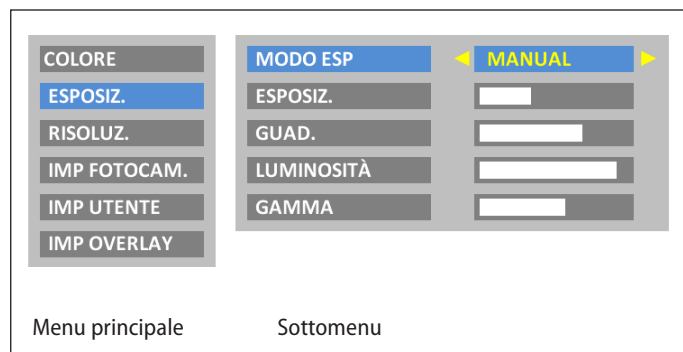 COLORE
ESPOSIZ.
RISOLUZ.
IMP FOTOCAM.
IMP UTENTE
IMP OVERLAY
MODO ESP
MANUAL
ESPOSIZ.
GUAD.
LUMINOSITÀ
GAMMA
Menu principale
Sottomenu